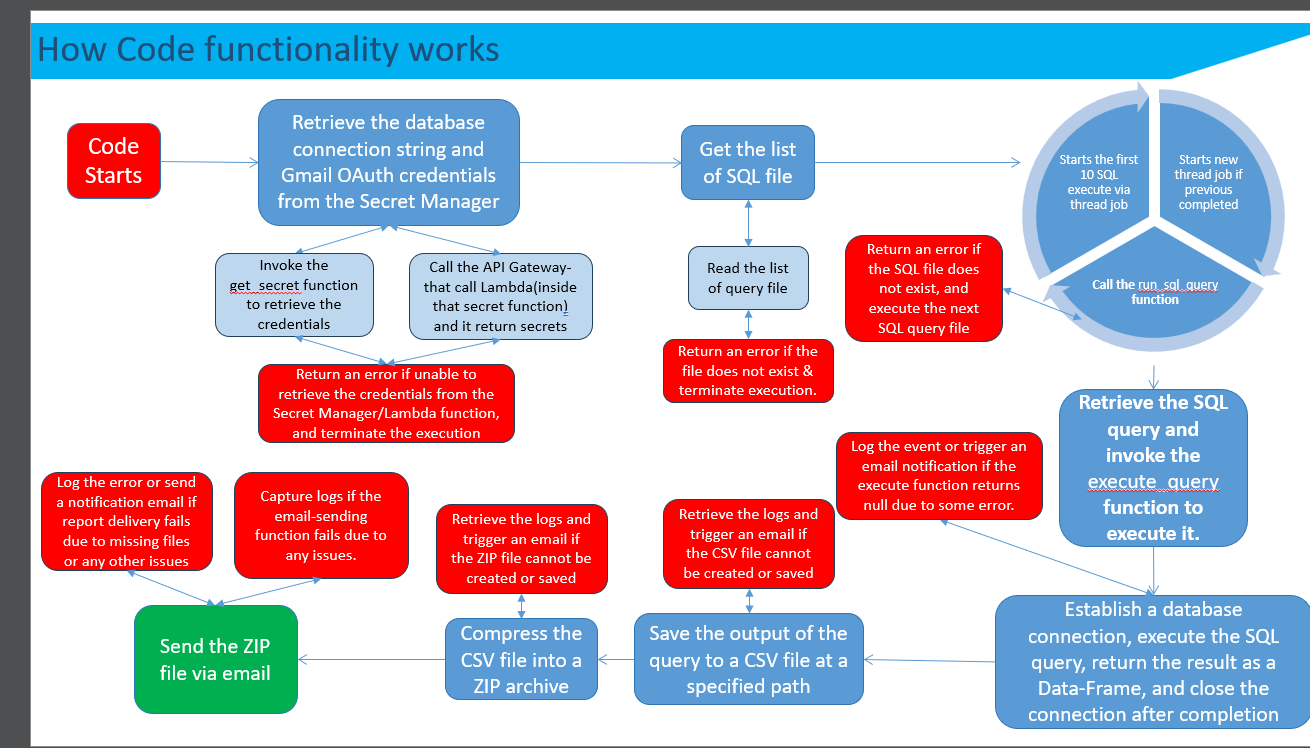 How Code functionality works
Code
Starts
Retrieve the database
connection string and
Gmail OAuth credentials
from the Secret Manager
Get the list
of SQL file
Starts the first
10 SQL
execute via
thread job
Starts new
thread job if
previous
completed
Call the run_sql_query
function
Invoke the
get_secret function
to retrieve the
credentials
Call the API Gateway-
that call Lambda(inside
that secret function)
and it return secrets
Read the list
of query file
Return an error if
the SQL file does
not exist, and
execute the next
SQL query file
Return an error if unable to
retrieve the credentials from the
Secret Manager/Lambda function,
and terminate the execution
Return an error if the
file does not exist &
terminate execution.
Retrieve the SQL
query and
invoke the
execute_query
function to
execute it.
Log the event or trigger an
email notification if the
execute function returns
null due to some error.
Log the error or send
a notification email if
report delivery fails
due to missing files
or any other issues
Capture logs if the
email-sending
function fails due to
any issues.
Retrieve the logs and
trigger an email if
the ZIP file cannot be
created or saved
Retrieve the logs and
trigger an email if
the CSV file cannot
be created or saved
Send the ZIP
file via email
Compress the
CSV file into a
ZIP archive
Save the output of the
query to a CSV file at a
specified path
Establish a database
connection, execute the SQL
query, return the result as a
Data-Frame, and close the
connection after completion